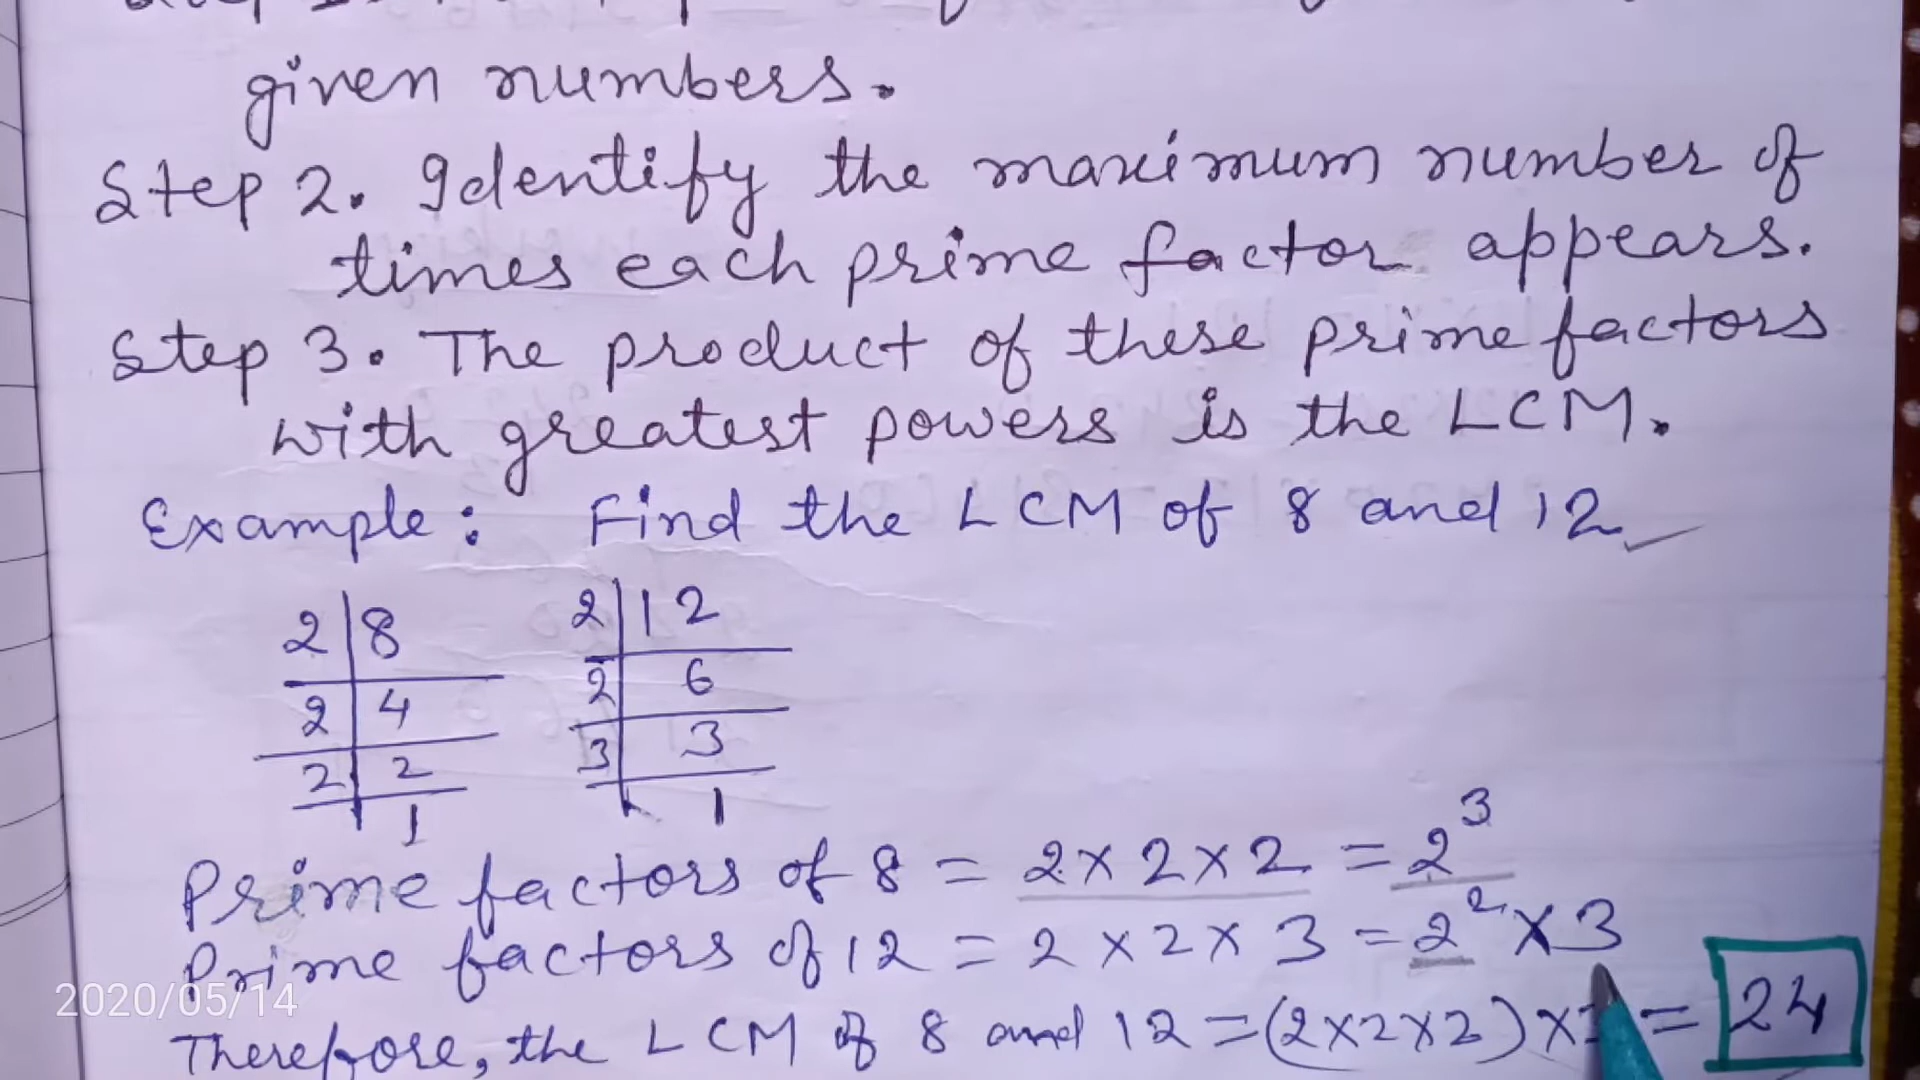 given numbers.
Step 2. Identify the maximum number of
times each prime factor appears.
Step 3. The product of these prime factors
with greatest powers is the LCM.
Example: Find the LCM of 8 and 12
2 | 8
2 | 4
2 | 2
1
2 | 12
2 | 6
3 | 3
1
Prime factors of 8 = 2 × 2 × 2 = 2³
Prime factors of 12 = 2 × 2 × 3 = 2² × 3
2020/05/14
Therefore, the LCM of 8 and 12 = (2×2×2) × = 24